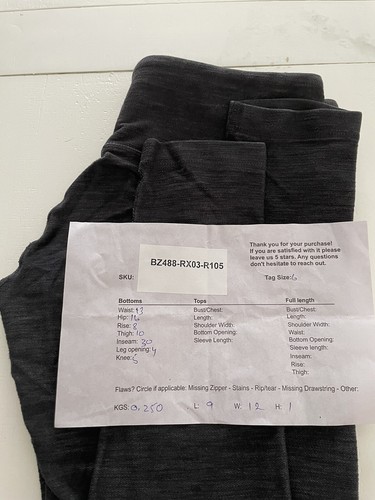 Thank you for your purchase!
If you are satisfied with it please
leave us 5 stars. Any questions
don't hesitate to reach out.
SKU: BZ488-RX03-R105
Tag Size:
Bottoms Tops Full length
Waist: 13 Bust/Chest: Bust/Chest:
Hip: Length: Length:
Rise: 8 Shoulder Width: Shoulder Width:
Thigh: 10 Bottom Opening: Waist:
Inseam: 30 Sleeve Length: Bottom Opening:
Leg opening: 4 Sleeve length:
Knee: 5 Inseam:
Rise:
Thigh:
Flaws? Circle if applicable: Missing Zipper - Stains - Rip/tear - Missing Drawstring - Other:
KGS: 0,250 L: 9 W: 12 H: 1